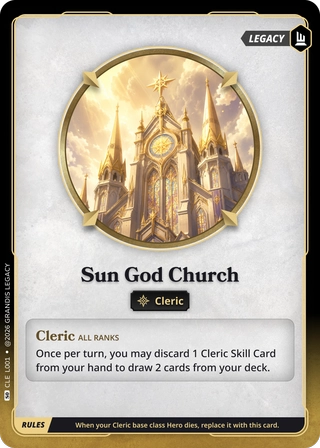 LEGACY
Sun God Church
Cleric
Cleric ALL RANKS
Once per turn, you may discard 1 Cleric Skill Card
from your hand to draw 2 cards from your deck.
RULES
When your Cleric base class Hero dies, replace it with this card.
CLE L001 • @2026 GRANDIS LEGACY